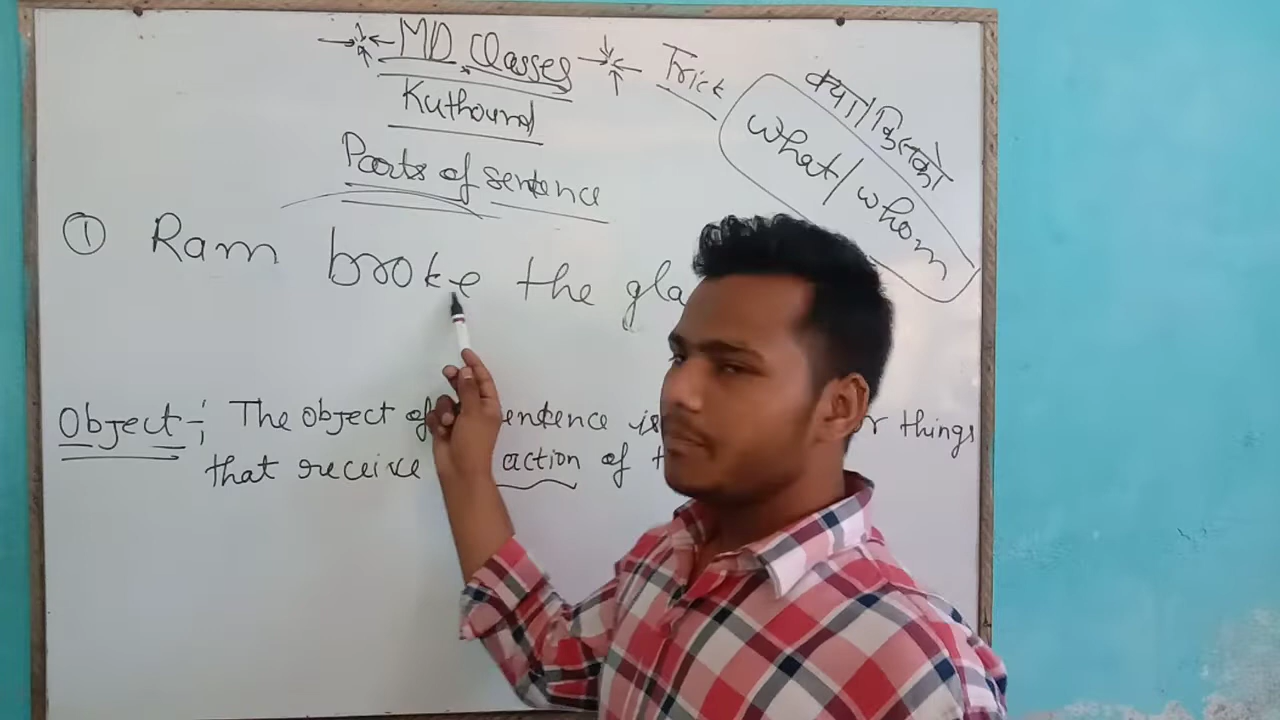 MD Classes
Kuthound
Parts of sentence
Trick
क्या/किसको
what/whom
① Ram broke the gla
Object -; The object of sentence is or things
that receive action of